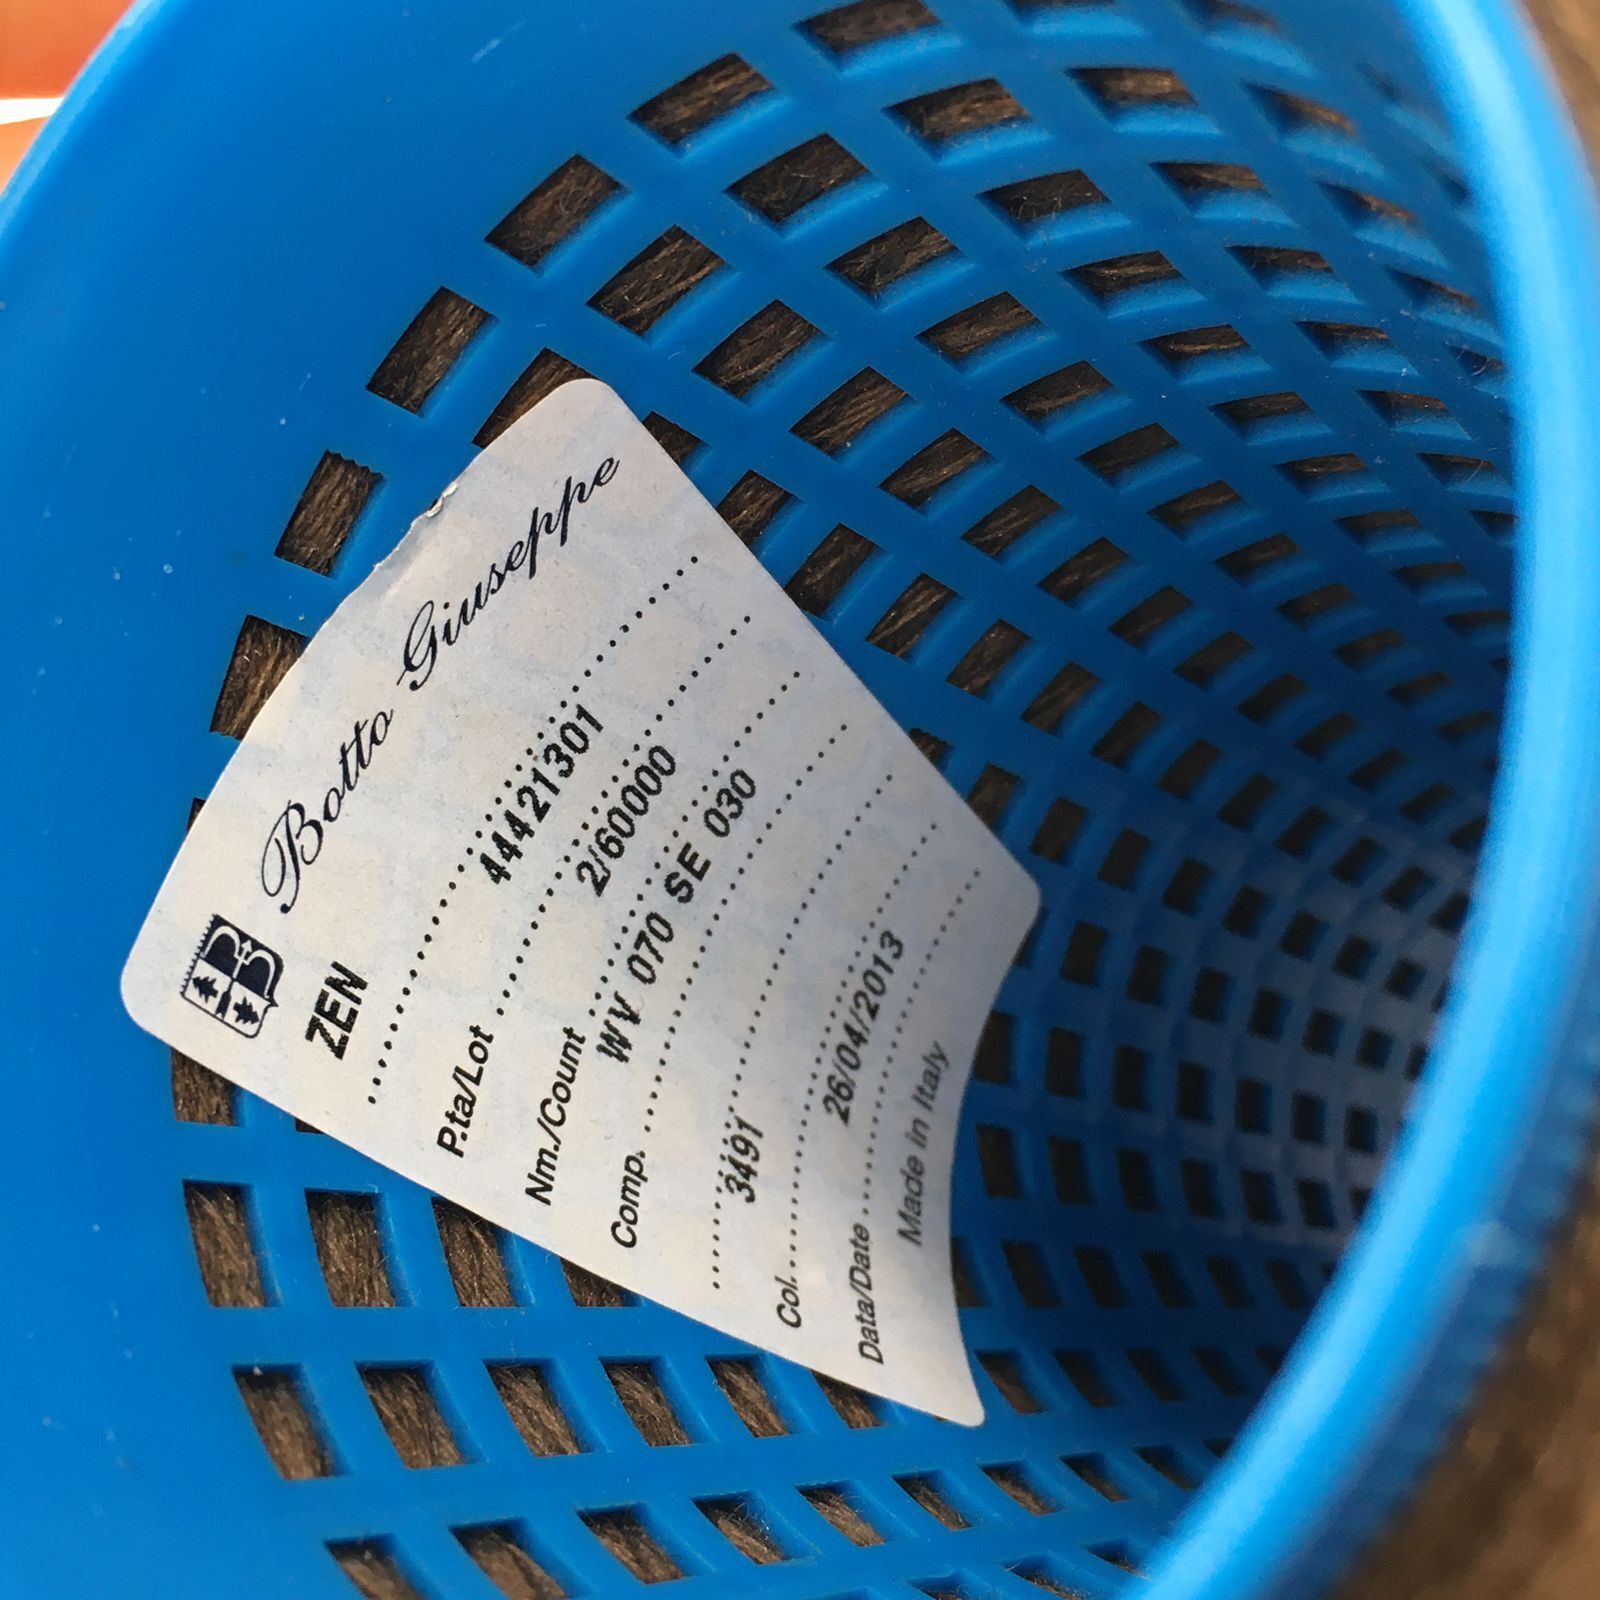 B
Botto Giuseppe
ZEN
P.ta/Lot 44421301
Nm./Count 2/60000
Comp. WV 070 SE 030
Col. 3491
Data/Date 26/04/2013
Made in Italy